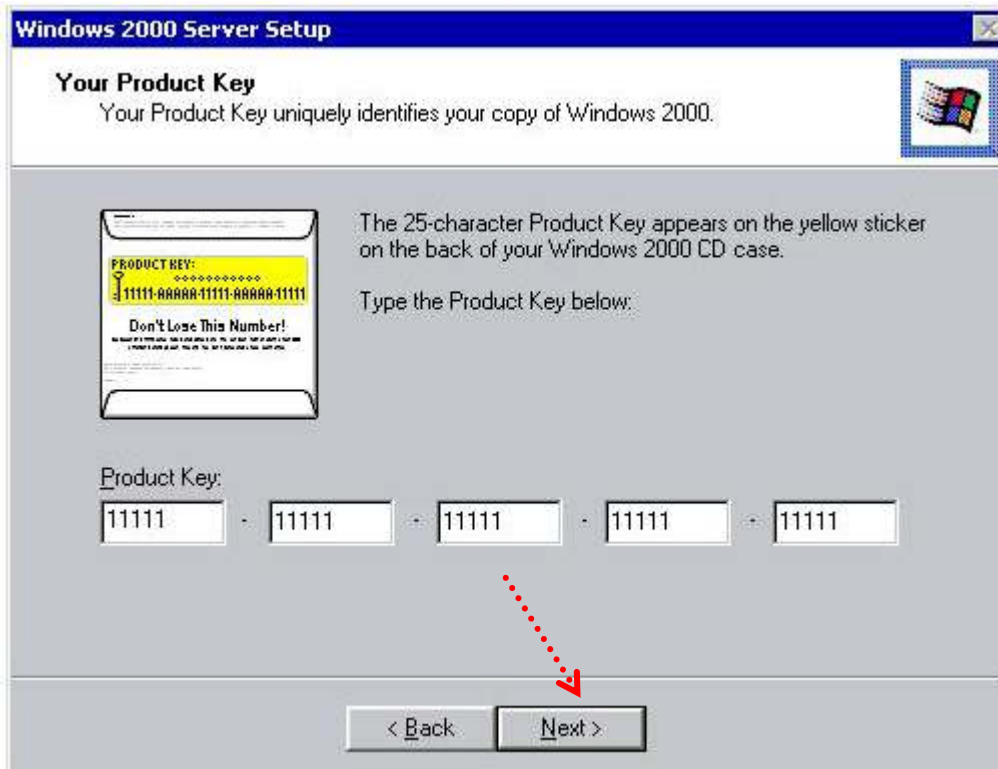 Windows 2000 Server Setup
Your Product Key
Your Product Key uniquely identifies your copy of Windows 2000.
The 25-character Product Key appears on the yellow sticker
on the back of your Windows 2000 CD case.
Type the Product Key below:
PRODUCT KEY:
11111-AAAAA-11111-AAAAA-11111
Don't Lose This Number!
Product Key:
11111 - 11111 - 11111 - 11111 - 11111
< Back Next >